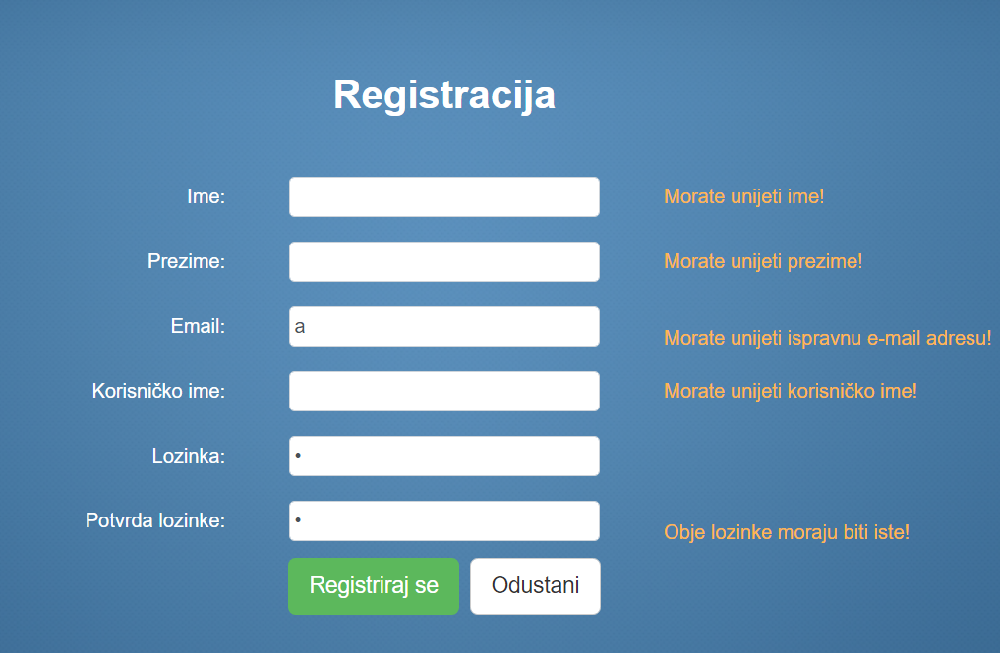 Registracija
Ime: Morate unijeti ime!
Prezime: Morate unijeti prezime!
Email: a Morate unijeti ispravnu e-mail adresu!
Korisničko ime: Morate unijeti korisničko ime!
Lozinka: •
Potvrda lozinke: • Obje lozinke moraju biti iste!
Registriraj se Odustani